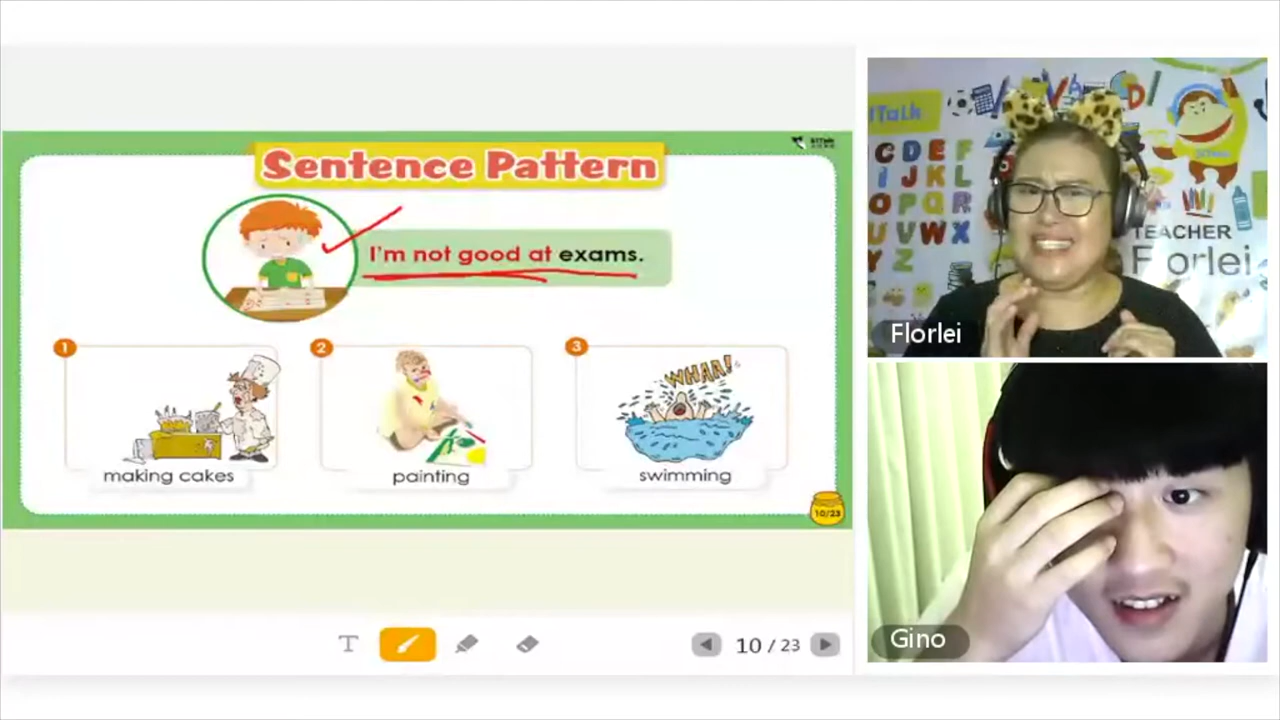 Sentence Pattern
I'm not good at exams.
1
2
3
WHAA!
making cakes
painting
swimming
10/23
T
10 / 23
1Talk
C D E F
I J K L
O P Q R
U V W X
Y Z
TEACHER
Florlei
Florlei
Gino